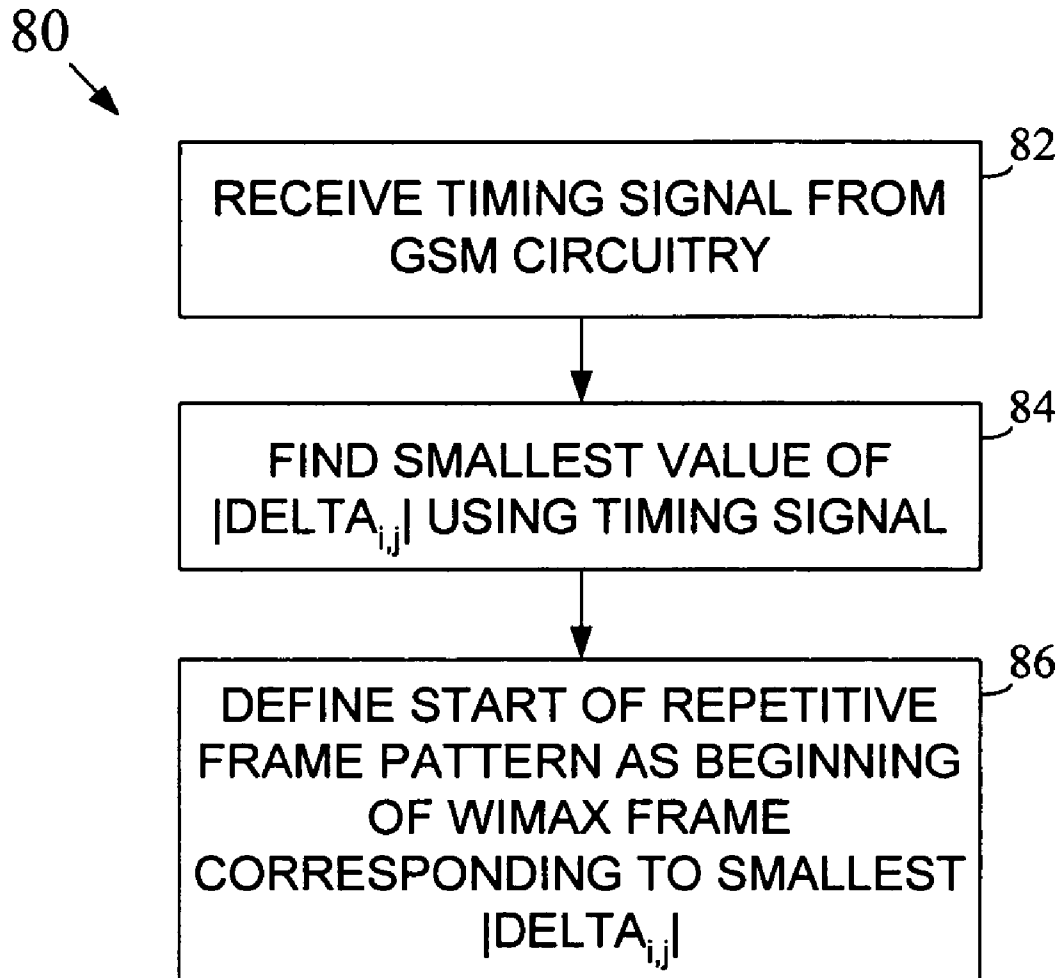 80
82
RECEIVE TIMING SIGNAL FROM
GSM CIRCUITRY
84
FIND SMALLEST VALUE OF
|DELTAi,j| USING TIMING SIGNAL
86
DEFINE START OF REPETITIVE
FRAME PATTERN AS BEGINNING
OF WIMAX FRAME
CORRESPONDING TO SMALLEST
|DELTAi,j|